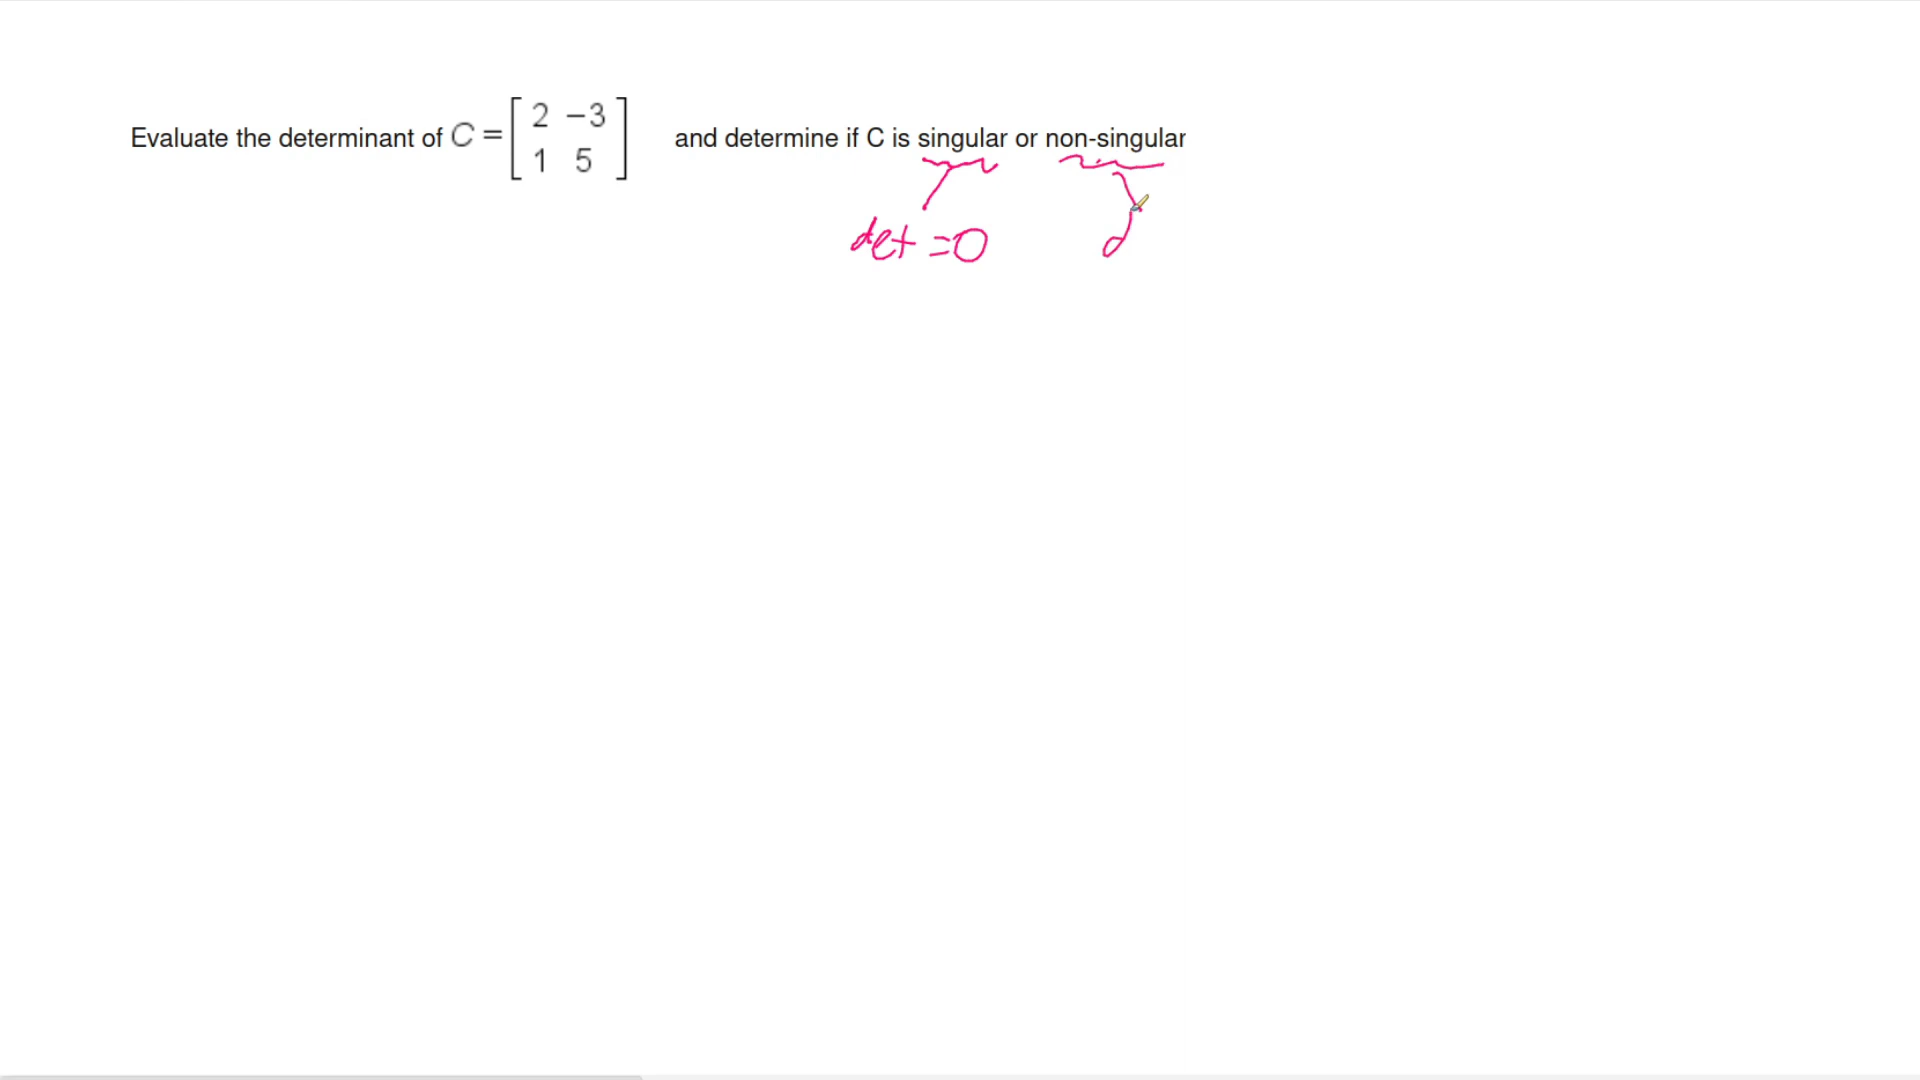 Evaluate the determinant of C = [ 2 -3 ; 1 5 ] and determine if C is singular or non-singular
det = 0 d